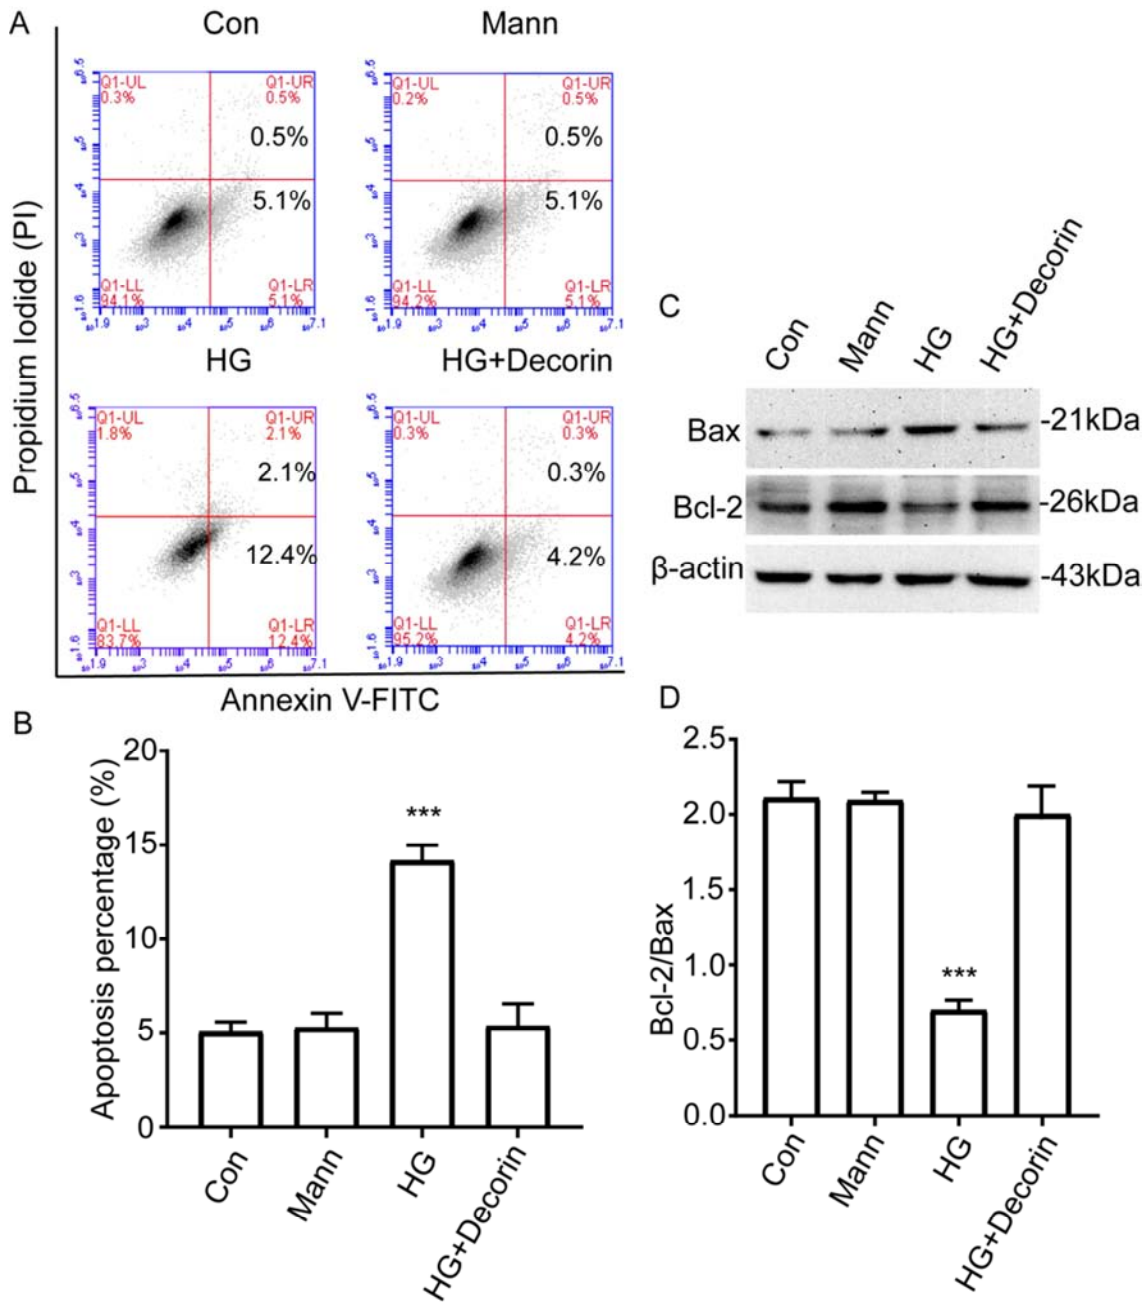 A
Con
Mann
Q1-UL
0.3%
Q1-UR
0.5%
0.5%
5.1%
Q1-LL
94.1%
Q1-LR
5.1%
Q1-UL
0.2%
Q1-UR
0.5%
0.5%
5.1%
Q1-LL
94.2%
Q1-LR
5.1%
HG
HG+Decorin
Q1-UL
1.8%
Q1-UR
2.1%
2.1%
12.4%
Q1-LL
83.7%
Q1-LR
12.4%
Q1-UL
0.3%
Q1-UR
0.3%
0.3%
4.2%
Q1-LL
95.2%
Q1-LR
4.2%
Propidium Iodide (PI)
Annexin V-FITC
B
20
15
10
5
0
Apoptosis percentage (%)
***
Con
Mann
HG
HG+Decorin
C
Con
Mann
HG
HG+Decorin
Bax
-21kDa
Bcl-2
-26kDa
β-actin
-43kDa
D
2.5
2.0
1.5
1.0
0.5
0.0
Bcl-2/Bax
***
Con
Mann
HG
HG+Decorin